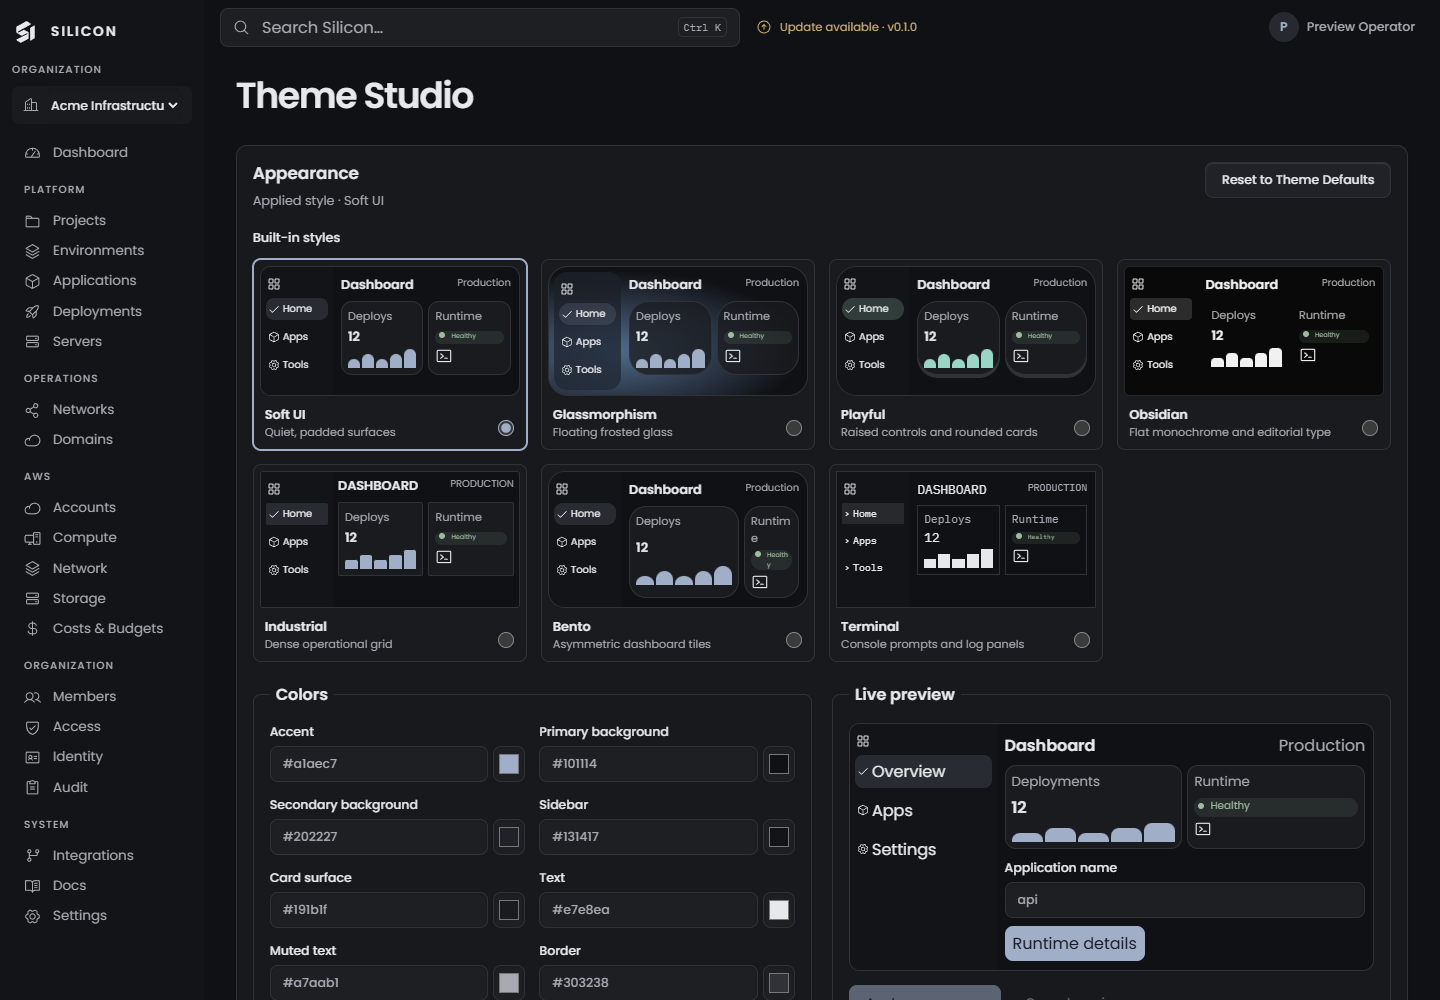 SILICON
Search Silicon...
Ctrl K
Update available · v0.1.0
P
Preview Operator
ORGANIZATION
Acme Infrastructu
Dashboard
PLATFORM
Projects
Environments
Applications
Deployments
Servers
OPERATIONS
Networks
Domains
AWS
Accounts
Compute
Network
Storage
Costs & Budgets
ORGANIZATION
Members
Access
Identity
Audit
SYSTEM
Integrations
Docs
Settings
Theme Studio
Appearance
Applied style · Soft UI
Reset to Theme Defaults
Built-in styles
Dashboard
Production
Home
Apps
Tools
Deploys
12
Runtime
Healthy
Soft UI
Quiet, padded surfaces
Dashboard
Production
Home
Apps
Tools
Deploys
12
Runtime
Healthy
Glassmorphism
Floating frosted glass
Dashboard
Production
Home
Apps
Tools
Deploys
12
Runtime
Healthy
Playful
Raised controls and rounded cards
Dashboard
Production
Home
Apps
Tools
Deploys
12
Runtime
Healthy
Obsidian
Flat monochrome and editorial type
DASHBOARD
PRODUCTION
Home
Apps
Tools
Deploys
12
Runtime
Healthy
Industrial
Dense operational grid
Dashboard
Production
Home
Apps
Tools
Deploys
12
Runtim
e
Health
y
Bento
Asymmetric dashboard tiles
DASHBOARD
PRODUCTION
› Home
› Apps
› Tools
Deploys
12
Runtime
Healthy
Terminal
Console prompts and log panels
Colors
Accent
#a1aec7
Primary background
#101114
Secondary background
#202227
Sidebar
#131417
Card surface
#191b1f
Text
#e7e8ea
Muted text
#a7aab1
Border
#303238
Live preview
Dashboard
Production
Overview
Apps
Settings
Deployments
12
Runtime
Healthy
Application name
api
Runtime details